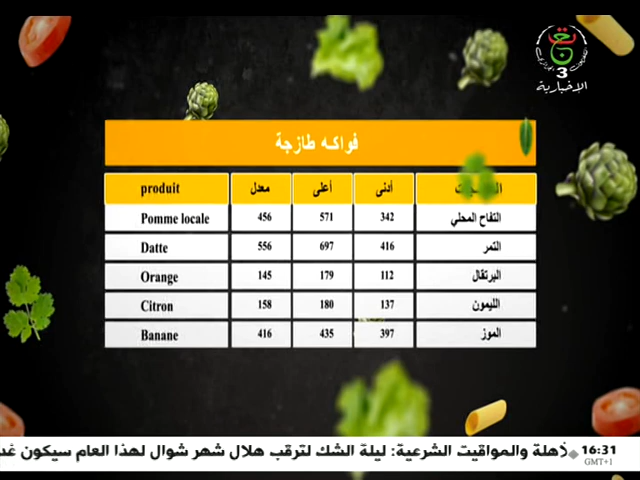 3
الإخبارية
فواكه طازجة
produit معدل أعلى أدنى
Pomme locale 456 571 342 التفاح المحلي
Datte 556 697 416 التمر
Orange 145 179 112 البرتقال
Citron 158 180 137 الليمون
Banane 416 435 397 الموز
والمواقيت الشرعية: ليلة الشك لترقب هلال شهر شوال لهذا العام سيكون
16:31
GMT+1